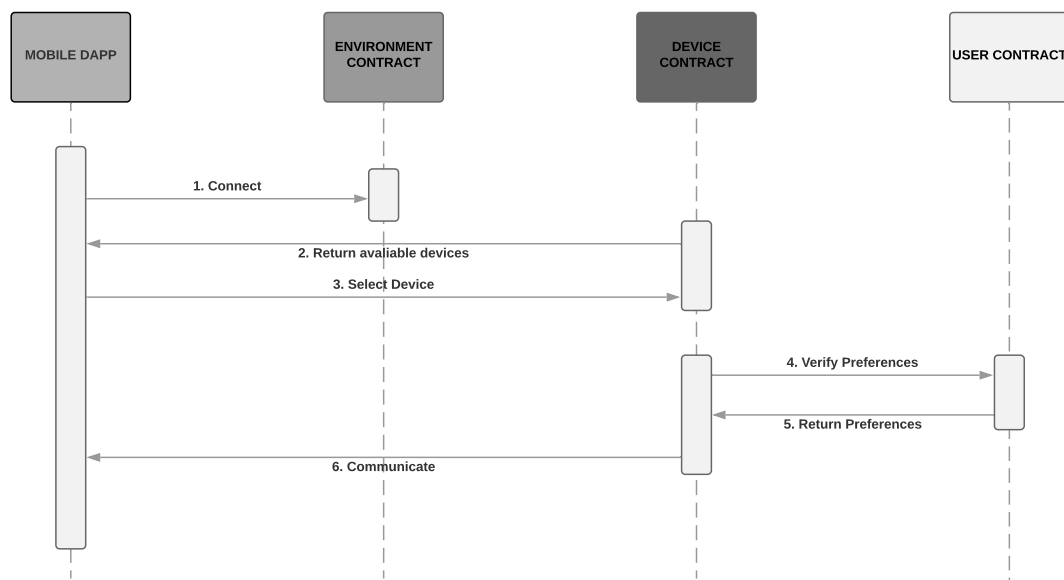 MOBILE DAPP
ENVIRONMENT
CONTRACT
DEVICE
CONTRACT
USER CONTRACT
1. Connect
2. Return avaliable devices
3. Select Device
4. Verify Preferences
5. Return Preferences
6. Communicate